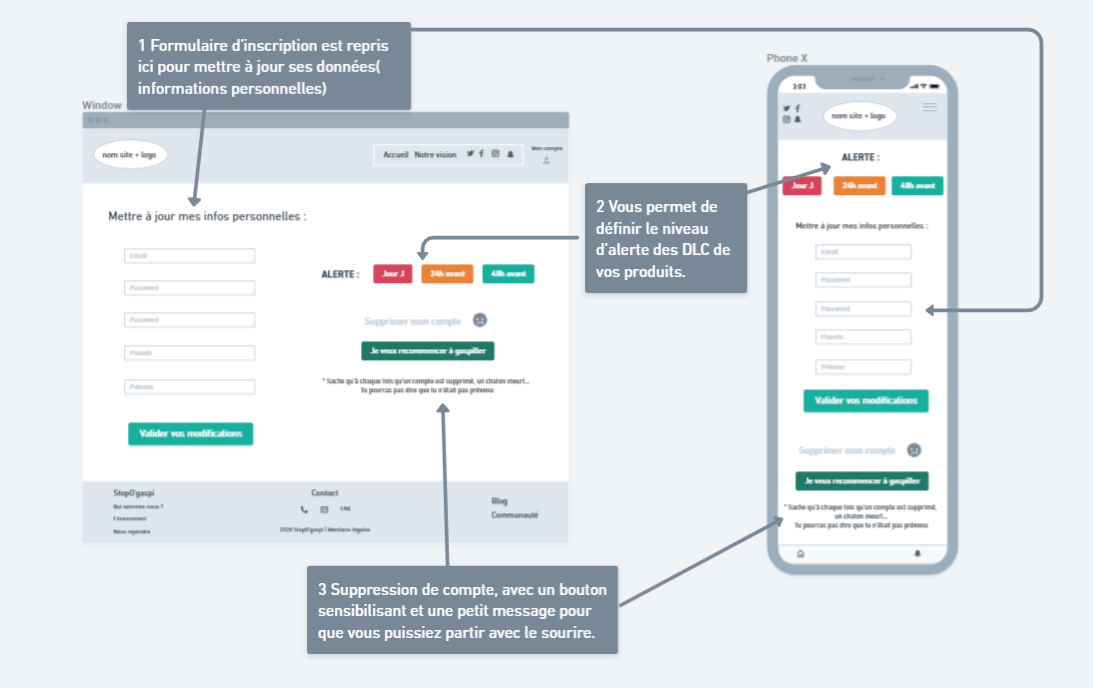 1 Formulaire d'inscription est repris
ici pour mettre à jour ses données(
informations personnelles)
Window
nom site + logo
Accueil Notre vision
Mon compte
Mettre à jour mes infos personnelles :
Email
Password
Password
Pseudo
Prénom
Valider vos modifications
ALERTE :
Jour J
24h avant
48h avant
Supprimer mon compte
Je veux recommencer à gaspiller
* Sache qu'à chaque fois qu'un compte est supprimé, un chaton meurt...
Tu pourras pas dire que tu n'était pas prévenu
StopO'gaspi
Qui sommes-nous ?
Financement
Nous rejoindre
Contact
FAQ
2020 StopO'gaspi | Mentions légales
Blog
Communauté
2 Vous permet de
définir le niveau
d'alerte des DLC de
vos produits.
3 Suppression de compte, avec un bouton
sensibilisant et une petit message pour
que vous puissiez partir avec le sourire.
Phone X
3:03
nom site + logo
ALERTE :
Jour J
24h avant
48h avant
Mettre à jour mes infos personnelles :
Email
Password
Password
Pseudo
Prénom
Valider vos modifications
Supprimer mon compte
Je veux recommencer à gaspiller
* Sache qu'à chaque fois qu'un compte est supprimé,
un chaton meurt...
Tu pourras pas dire que tu n'était pas prévenu